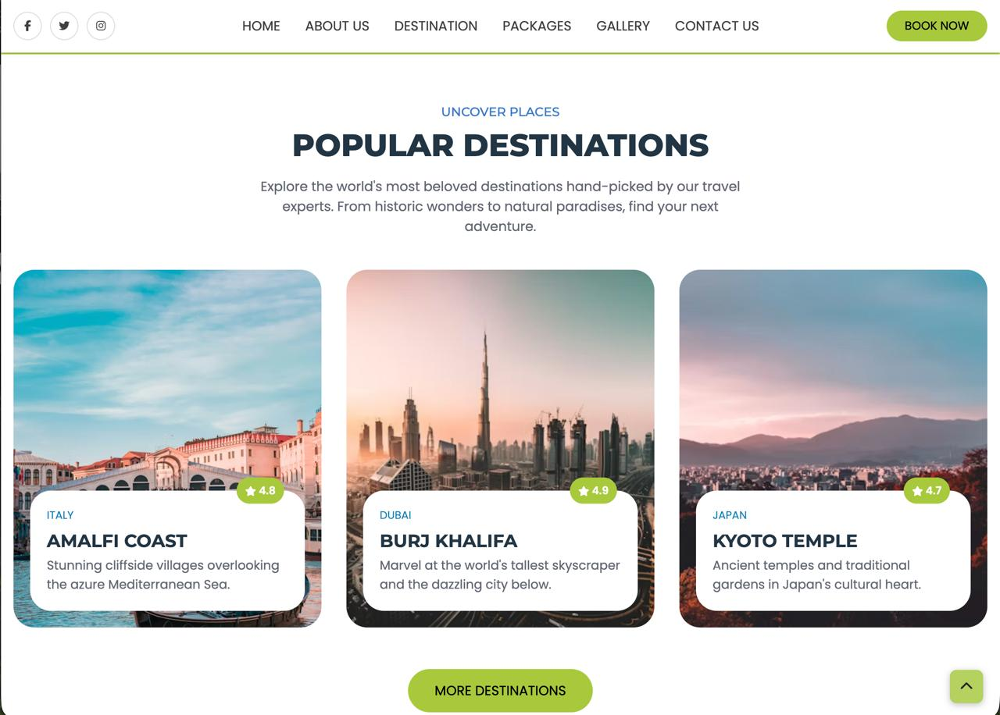 HOME ABOUT US DESTINATION PACKAGES GALLERY CONTACT US BOOK NOW
UNCOVER PLACES
POPULAR DESTINATIONS
Explore the world's most beloved destinations hand-picked by our travel
experts. From historic wonders to natural paradises, find your next
adventure.
4.8
ITALY
AMALFI COAST
Stunning cliffside villages overlooking
the azure Mediterranean Sea.
4.9
DUBAI
BURJ KHALIFA
Marvel at the world's tallest skyscraper
and the dazzling city below.
4.7
JAPAN
KYOTO TEMPLE
Ancient temples and traditional
gardens in Japan's cultural heart.
MORE DESTINATIONS